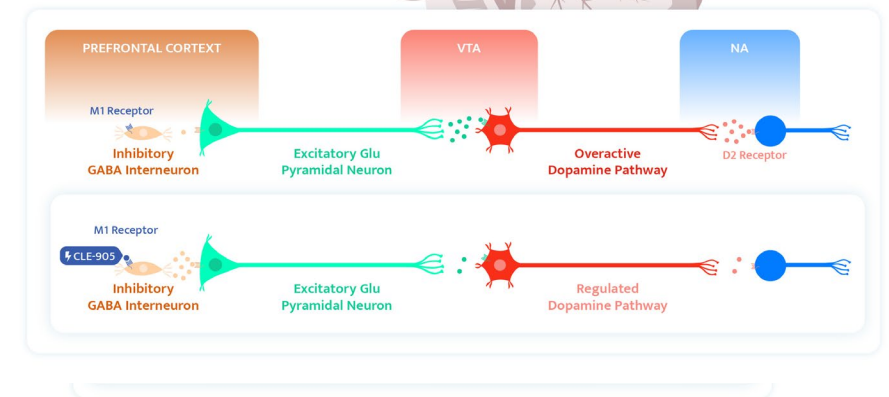 PREFRONTAL CORTEX
VTA
NA
M1 Receptor
Inhibitory
GABA Interneuron
Excitatory Glu
Pyramidal Neuron
Overactive
Dopamine Pathway
D2 Receptor
M1 Receptor
CLE-905
Inhibitory
GABA Interneuron
Excitatory Glu
Pyramidal Neuron
Regulated
Dopamine Pathway